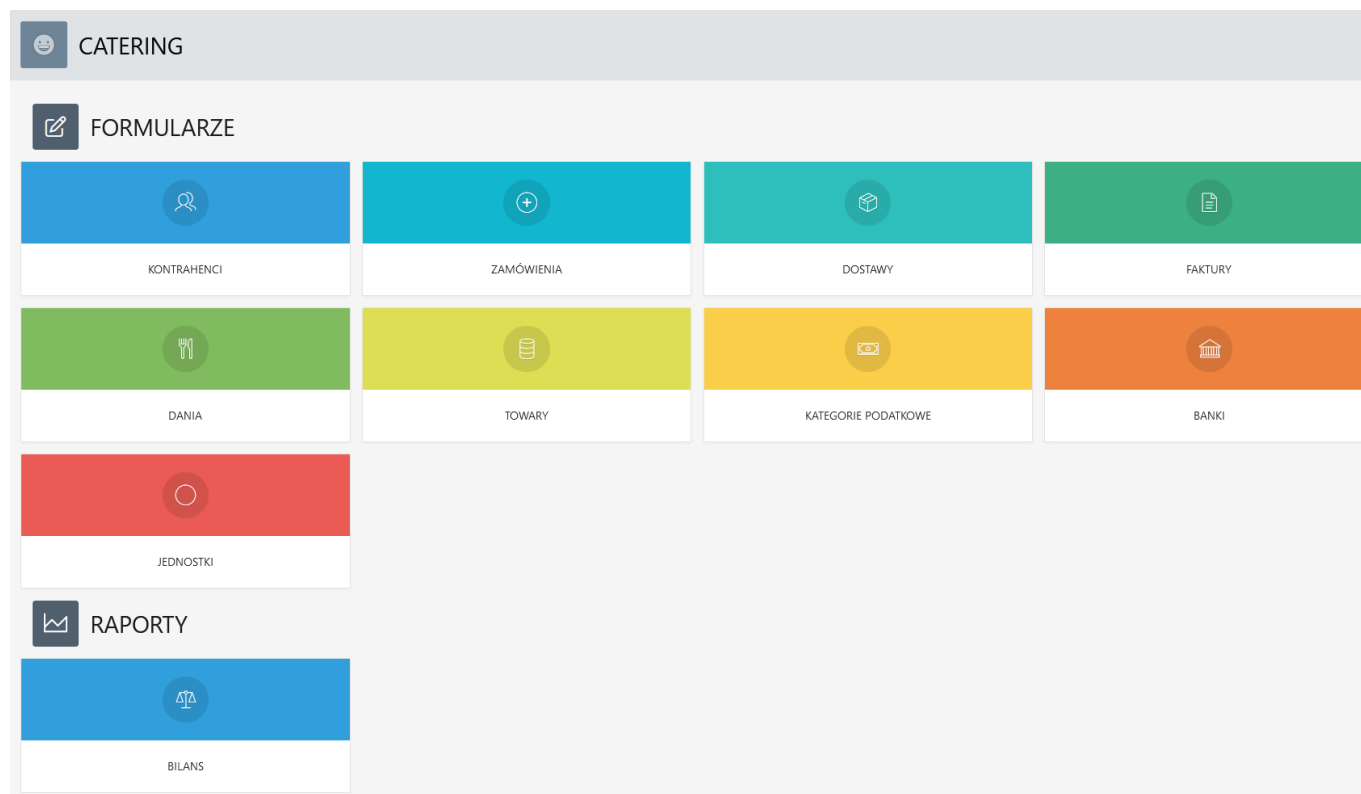 CATERING
FORMULARZE
KONTRAHENCI
ZAMÓWIENIA
DOSTAWY
FAKTURY
DANIA
TOWARY
KATEGORIE PODATKOWE
BANKI
JEDNOSTKI
RAPORTY
BILANS